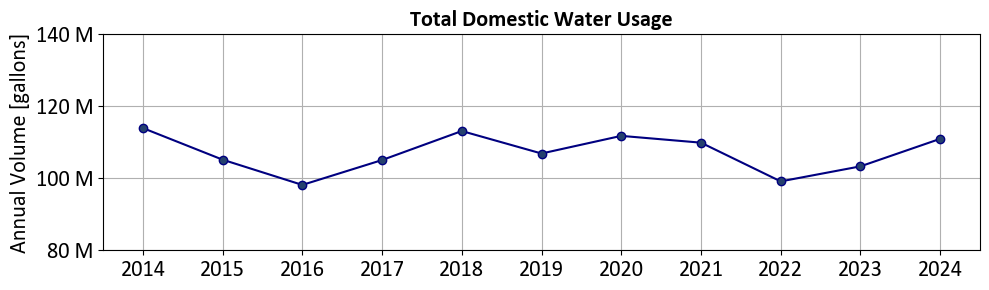 Total Domestic Water Usage
Annual Volume [gallons]
140 M
120 M
100 M
80 M
2014 2015 2016 2017 2018 2019 2020 2021 2022 2023 2024